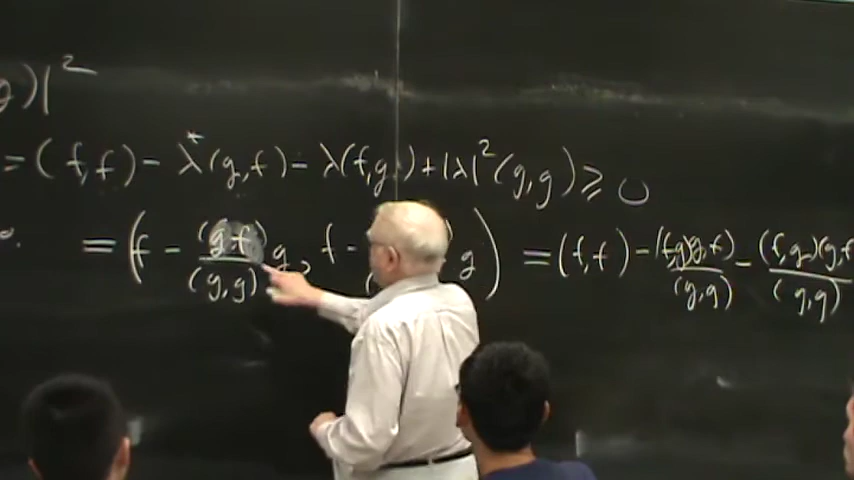 g)|²
= (f,f) - λ*(g,f) - λ(f,g) + |λ|²(g,g) ≥ 0
= (f - (g,f)/(g,g) g, f - g) = (f,f) - (f,g)(g,f)/(g,g) - (f,g)(g,f/(g,g)